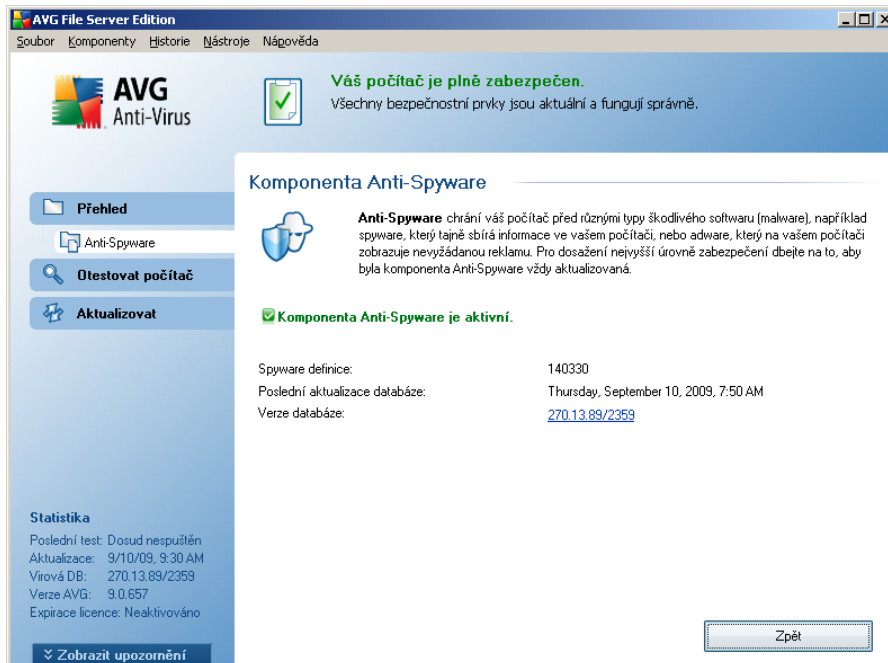 AVG File Server Edition
Soubor Komponenty Historie Nástroje Nápověda
AVG
Anti-Virus
Váš počítač je plně zabezpečen.
Všechny bezpečnostní prvky jsou aktuální a fungují správně.
Přehled
Anti-Spyware
Otestovat počítač
Aktualizovat
Komponenta Anti-Spyware
Anti-Spyware chrání váš počítač před různými typy škodlivého softwaru (malware), například
spyware, který tajně sbírá informace ve vašem počítači, nebo adware, který na vašem počítači
zobrazuje nevyžádanou reklamu. Pro dosažení nejvyšší úrovně zabezpečení dbejte na to, aby
byla komponenta Anti-Spyware vždy aktualizovaná.
Komponenta Anti-Spyware je aktivní.
Spyware definice: 140330
Poslední aktualizace databáze: Thursday, September 10, 2009, 7:50 AM
Verze databáze: 270.13.89/2359
Statistika
Poslední test: Dosud nespuštěn
Aktualizace: 9/10/09, 9:30 AM
Virová DB: 270.13.89/2359
Verze AVG: 9.0.657
Expirace licence: Neaktivováno
Zobrazit upozornění
Zpět